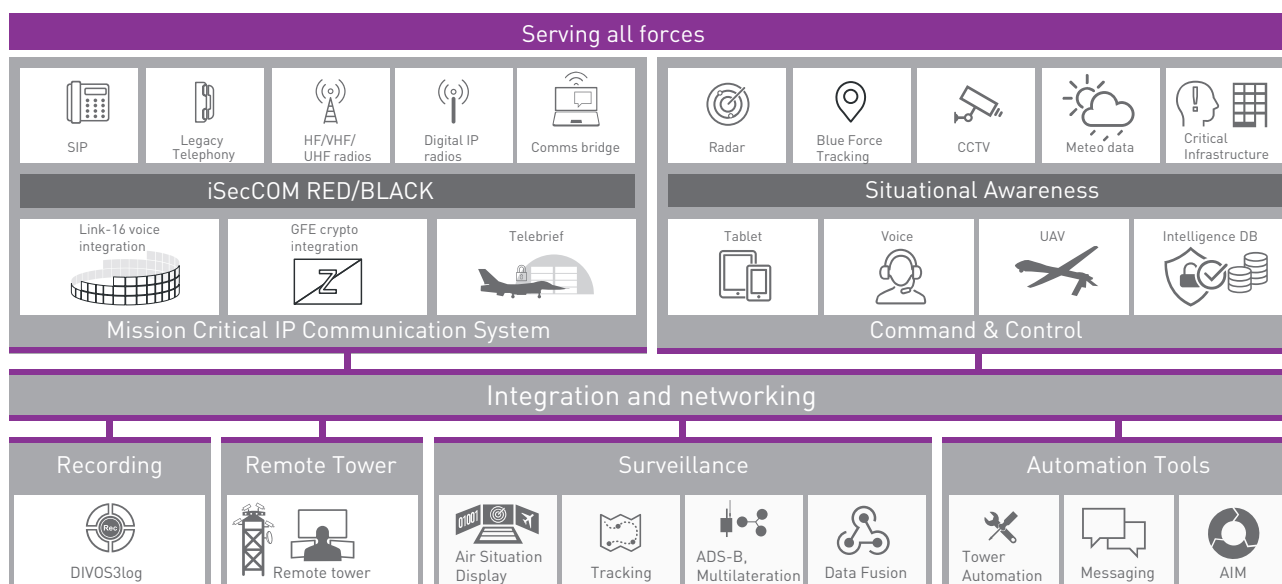 Serving all forces
SIP
Legacy
Telephony
HF/VHF/
UHF radios
Digital IP
radios
Comms bridge
iSecCOM RED/BLACK
Link-16 voice
integration
GFE crypto
integration
Z
Telebrief
Mission Critical IP Communication System
Radar
Blue Force
Tracking
CCTV
Meteo data
Critical
Infrastructure
Situational Awareness
Tablet
Voice
UAV
Intelligence DB
Command & Control
Integration and networking
Recording
Rec
DIVOS3log
Remote Tower
Remote tower
Surveillance
01001
Air Situation
Display
Tracking
ADS-B,
Multilateration
Data Fusion
Automation Tools
Tower
Automation
Messaging
AIM